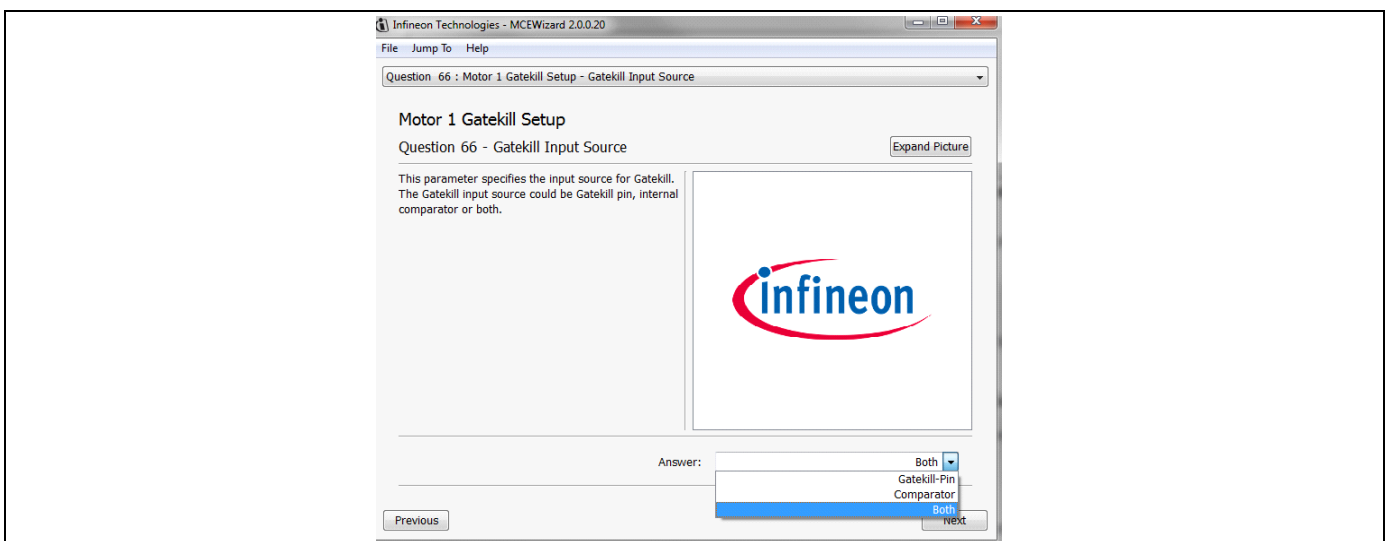 Infineon Technologies - MCEWizard 2.0.0.20
File Jump To Help
Question 66 : Motor 1 Gatekill Setup - Gatekill Input Source
Motor 1 Gatekill Setup
Question 66 - Gatekill Input Source
Expand Picture
This parameter specifies the input source for Gatekill.
The Gatekill input source could be Gatekill pin, internal
comparator or both.
infineon
Answer:
Both
Gatekill-Pin
Comparator
Both
Previous
Next